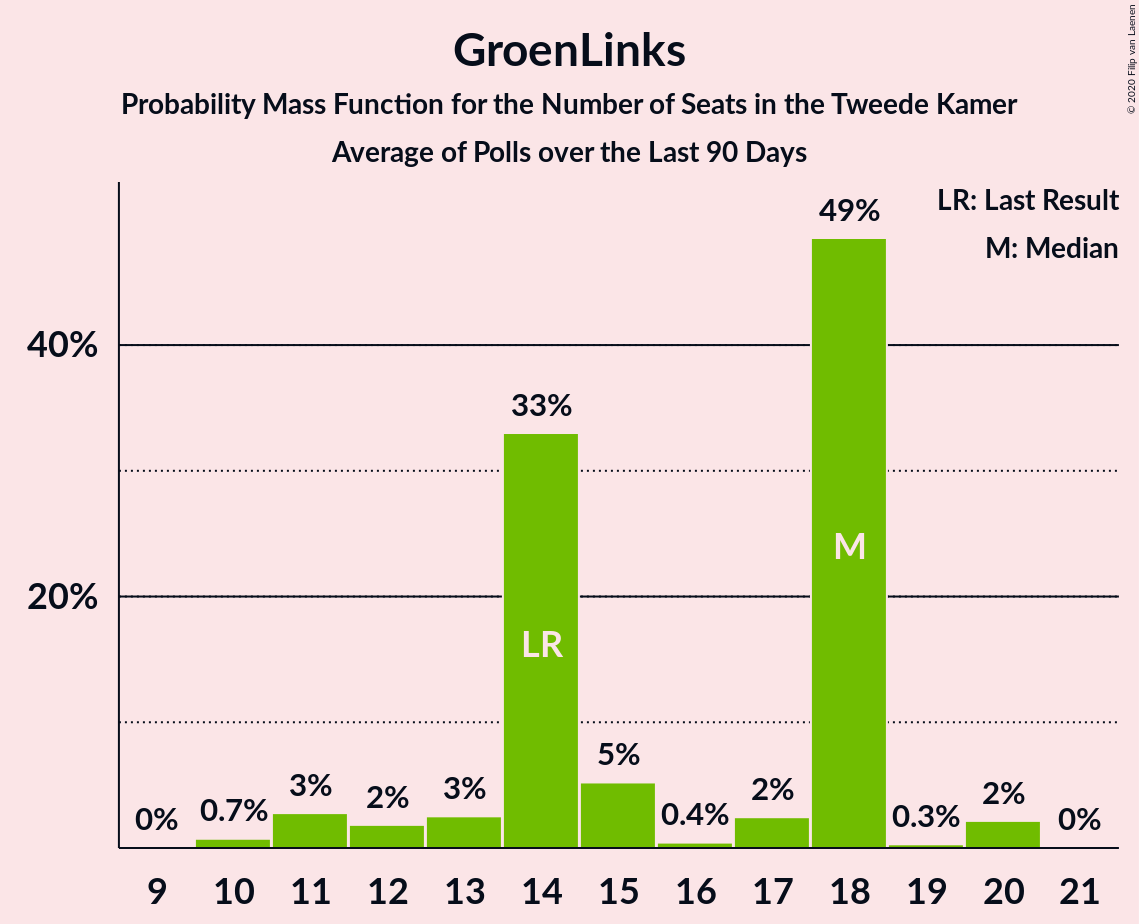 GroenLinks
Probability Mass Function for the Number of Seats in the Tweede Kamer
Average of Polls over the Last 90 Days
© 2020 Filip van Laenen
LR: Last Result
M: Median
40%
20%
0%
0.7%
3%
2%
3%
33%
5%
0.4%
2%
49%
0.3%
2%
0%
LR
M
9 10 11 12 13 14 15 16 17 18 19 20 21